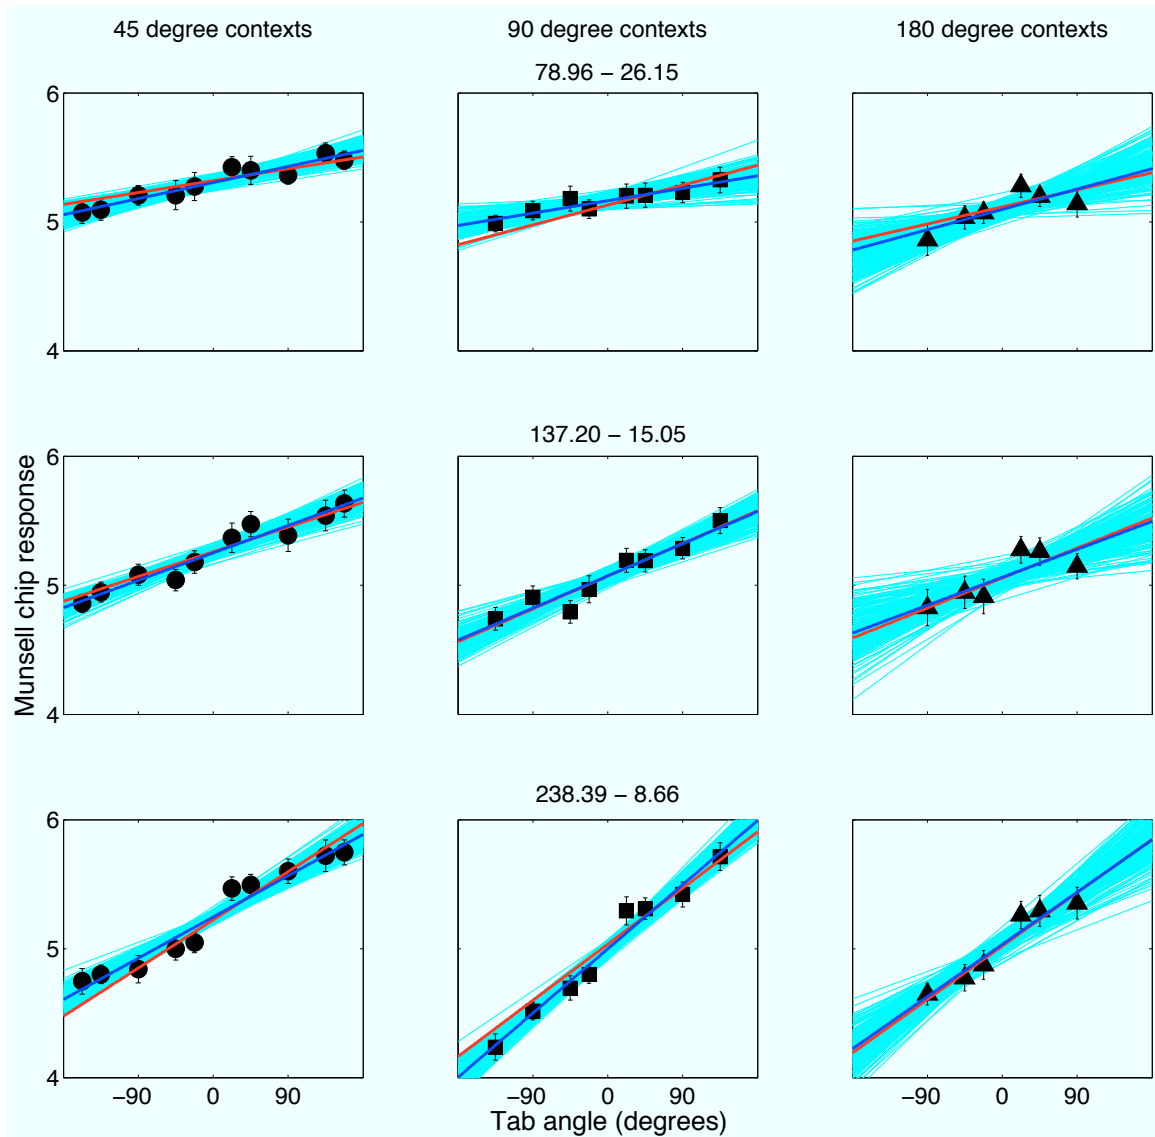 45 degree contexts 90 degree contexts 180 degree contexts
78.96 − 26.15
6
5
4
137.20 − 15.05
6
5
4
Munsell chip response
238.39 − 8.66
6
5
4
−90 0 90 −90 0 90 −90 0 90
Tab angle (degrees)